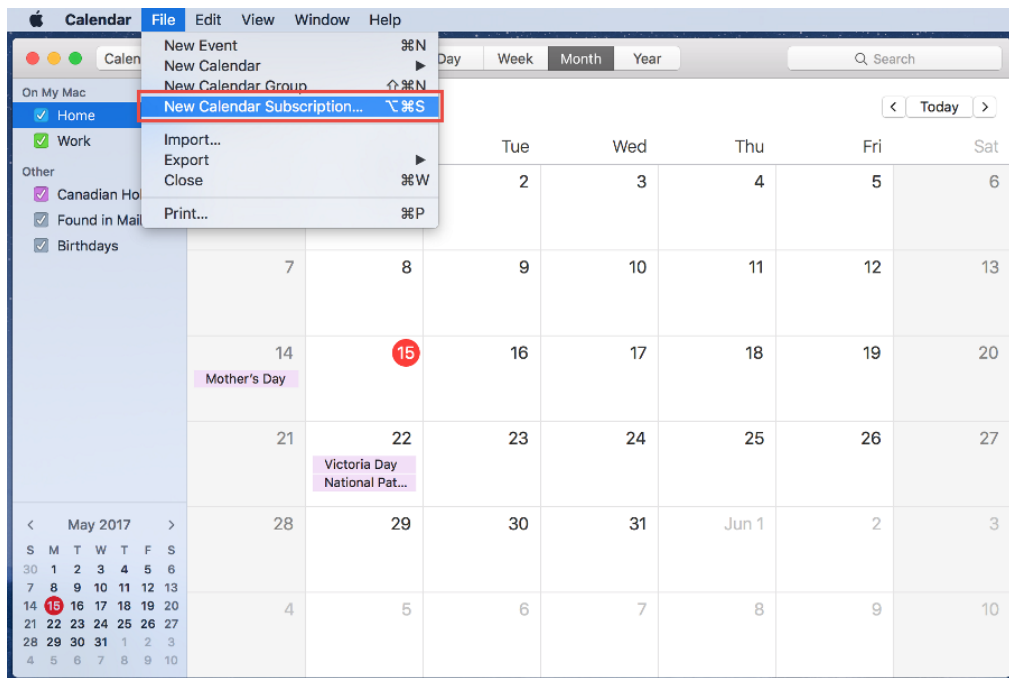 Calendar File Edit View Window Help
Calen Day Week Month Year Search
New Event ⌘N
New Calendar ▶
New Calendar Group ⇧⌘N
New Calendar Subscription... ⌥⌘S
Import...
Export ▶
Close ⌘W
Print... ⌘P
On My Mac
Home
Work
Other
Canadian Hol
Found in Mail
Birthdays
< Today >
Tue Wed Thu Fri Sat
2 3 4 5 6
7 8 9 10 11 12 13
14 15 16 17 18 19 20
Mother's Day
21 22 23 24 25 26 27
Victoria Day
National Pat...
28 29 30 31 Jun 1 2 3
4 5 6 7 8 9 10
< May 2017 >
S M T W T F S
30 1 2 3 4 5 6
7 8 9 10 11 12 13
14 15 16 17 18 19 20
21 22 23 24 25 26 27
28 29 30 31 1 2 3
4 5 6 7 8 9 10